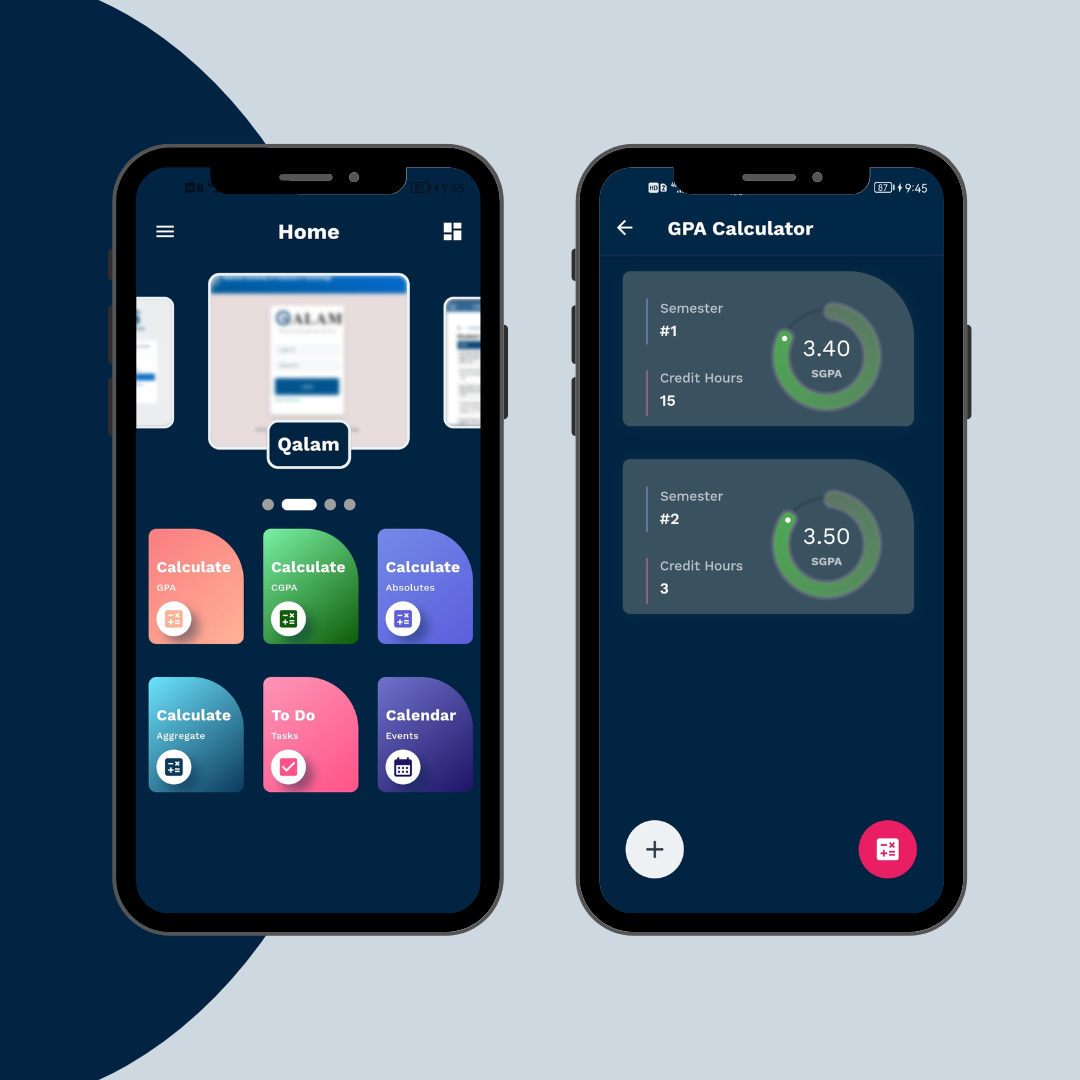 9:45
Home
QALAM
Qalam
Calculate
GPA
Calculate
CGPA
Calculate
Absolutes
Calculate
Aggregate
To Do
Tasks
Calendar
Events
HD 2
87 9:45
GPA Calculator
Semester
#1
Credit Hours
15
3.40
SGPA
Semester
#2
Credit Hours
3
3.50
SGPA